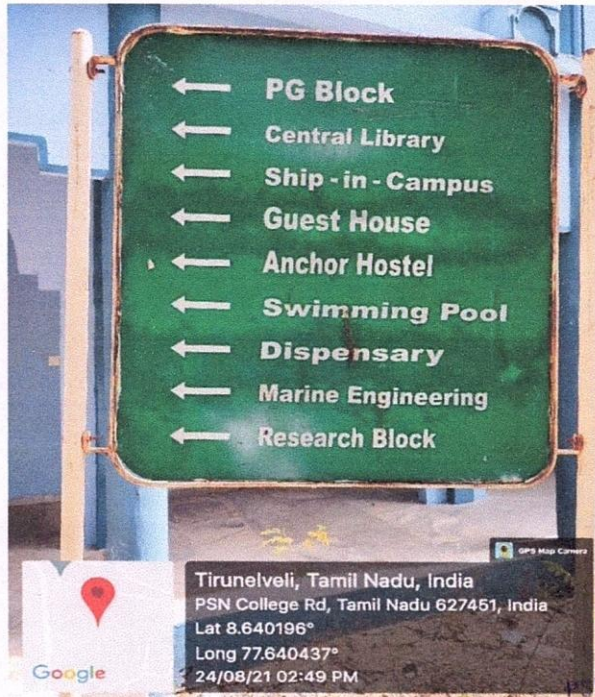 PG Block
Central Library
Ship - in - Campus
Guest House
Anchor Hostel
Swimming Pool
Dispensary
Marine Engineering
Research Block
GPS Map Camera
Tirunelveli, Tamil Nadu, India
PSN College Rd, Tamil Nadu 627451, India
Lat 8.640196°
Long 77.640437°
24/08/21 02:49 PM
Google